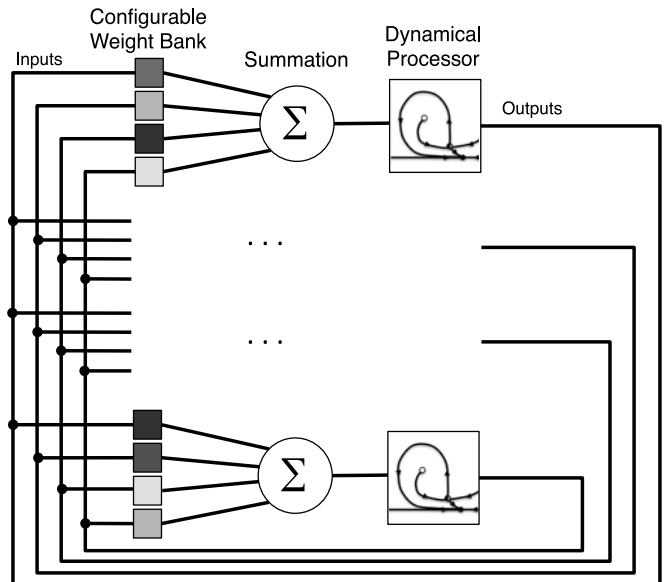 Configurable
Weight Bank
Inputs
Summation
Dynamical
Processor
Σ
Outputs
. . .
. . .
Σ